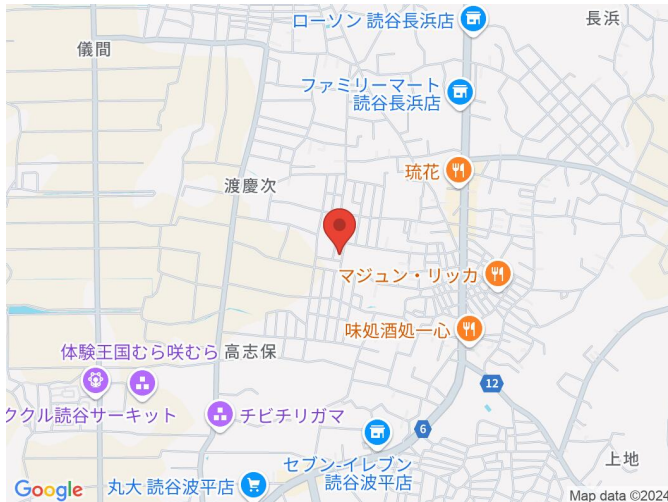 ローソン 読谷長浜店
長浜
儀間
ファミリーマート
読谷長浜店
琉花
渡慶次
マジュン・リッカ
味処酒処一心
体験王国むら咲むら
高志保
12
ククル読谷サーキット
チビチリガマ
6
セブン-イレブン
読谷波平店
上地
丸大 読谷波平店
Google
Map data ©2024